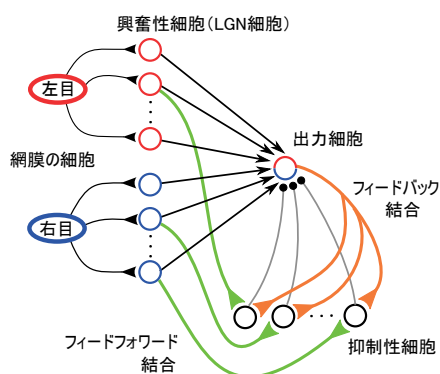 興奮性細胞(LGN細胞)
左目
出力細胞
網膜の細胞
フィードバック
結合
右目
フィードフォワード
結合
抑制性細胞